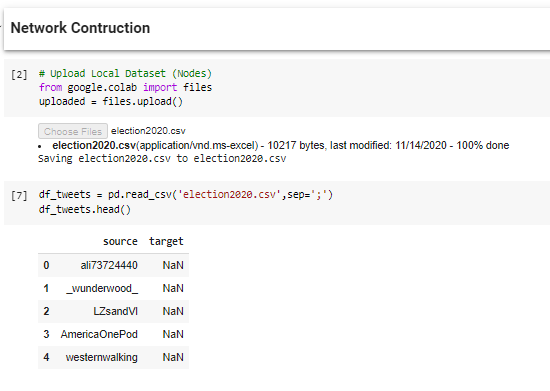 Network Contruction
[2] # Upload Local Dataset (Nodes)
from google.colab import files
uploaded = files.upload()
Choose Files election2020.csv
• election2020.csv(application/vnd.ms-excel) - 10217 bytes, last modified: 11/14/2020 - 100% done
Saving election2020.csv to election2020.csv
[7] df_tweets = pd.read_csv('election2020.csv',sep=';')
df_tweets.head()
source target
0 ali73724440 NaN
1 _wunderwood_ NaN
2 LZsandVI NaN
3 AmericaOnePod NaN
4 westernwalking NaN